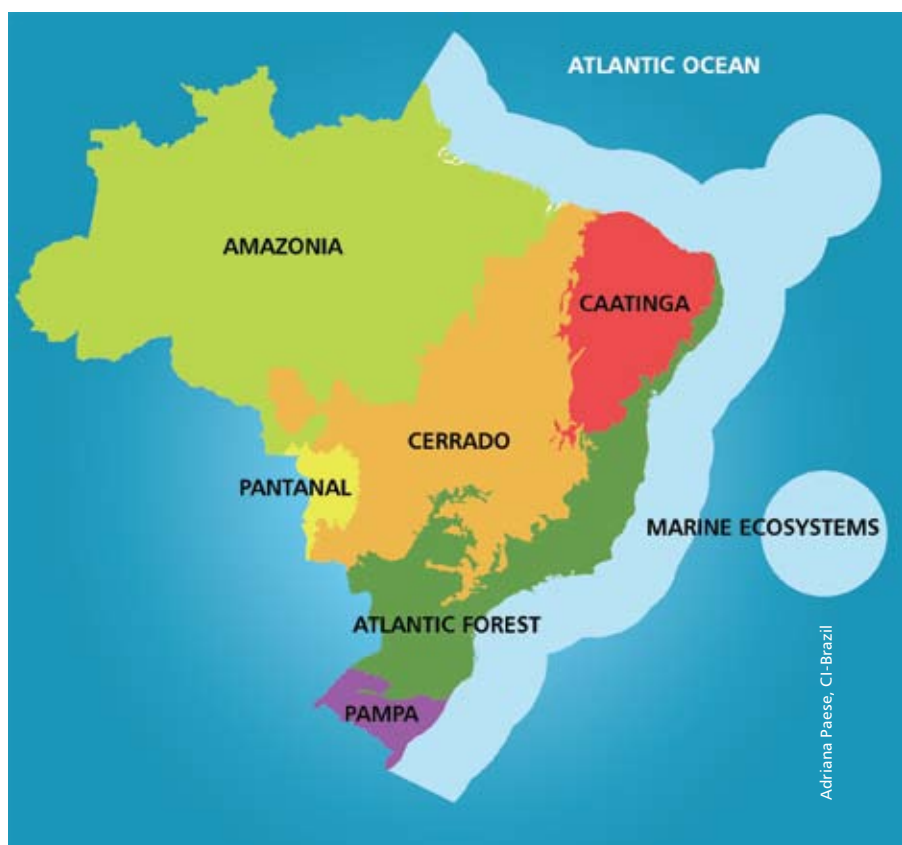 ATLANTIC OCEAN
AMAZONIA
CAATINGA
CERRADO
PANTANAL
MARINE ECOSYSTEMS
ATLANTIC FOREST
PAMPA
Adriana Paese, CI-Brazil